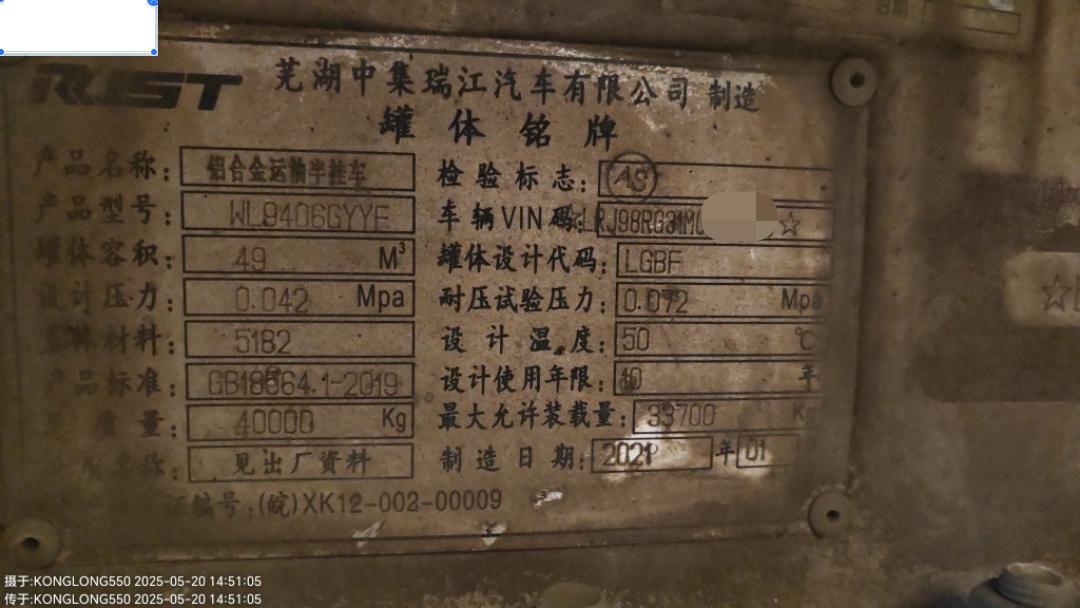 RJST 芜湖中集瑞江汽车有限公司 制造
罐体铭牌
产品名称: 铝合金运输半挂车 检验标志: AS
产品型号: WL9406GYYF 车辆VIN码: ☆LRJ98RG31M ☆
罐体容积: 49 M³ 罐体设计代码: LGBF
设计压力: 0.042 Mpa 耐压试验压力: 0.072 Mpa
材料: 5182 设计温度: 50 ℃
产品标准: GB18564.1-2019 设计使用年限: 10 年
质量: 40000 Kg 最大允许装载量: 33700 Kg
名称: 见出厂资料 制造日期: 2021 年 01
编号:(皖)XK12-002-00009
摄于:KONGLONG550 2025-05-20 14:51:05
传于:KONGLONG550 2025-05-20 14:51:05